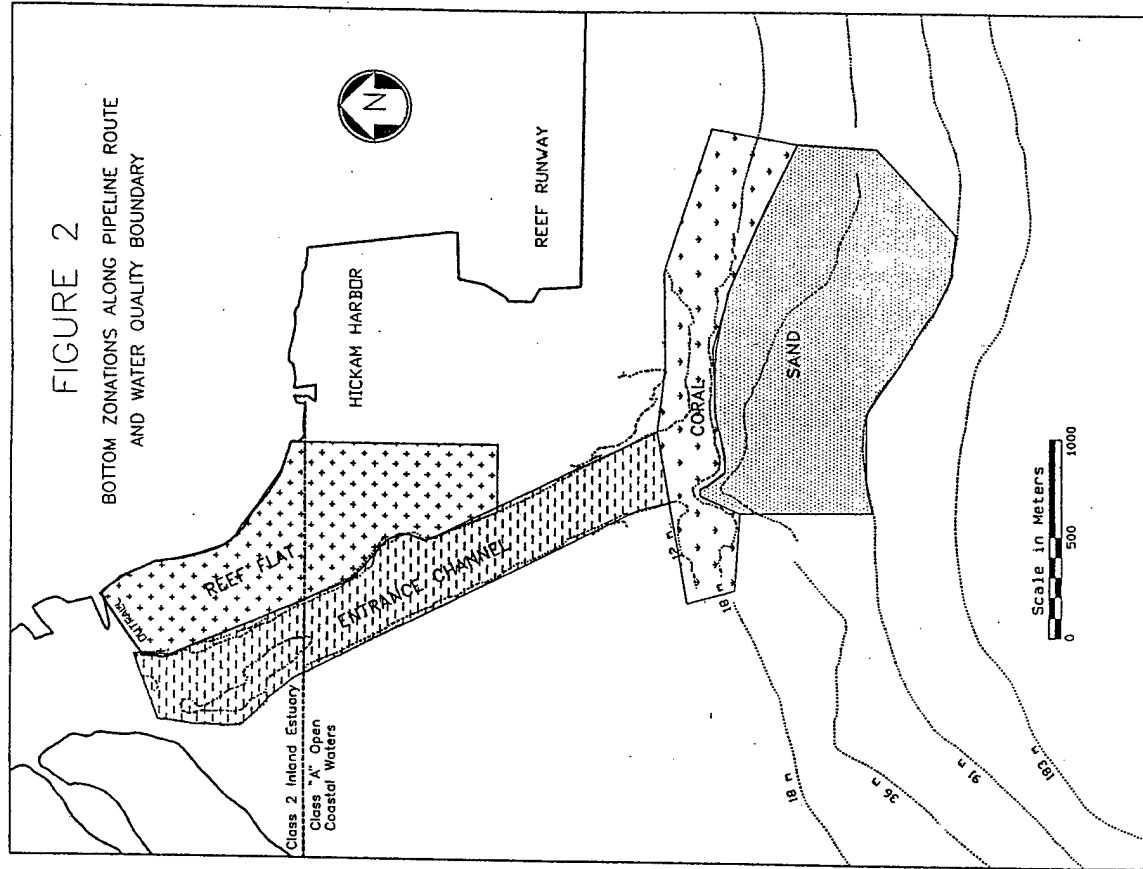 FIGURE 2
BOTTOM ZONATIONS ALONG PIPELINE ROUTE
AND WATER QUALITY BOUNDARY
N
HICKAM HARBOR
REEF RUNWAY
OUTFALL
REEF FLAT
ENTRANCE CHANNEL
Class 2 Inland Estuary
Class "A" Open
Coastal Waters
CORAL
SAND
12 m
18 m
18 m
36 m
91 m
183 m
Scale in Meters
0 500 1000